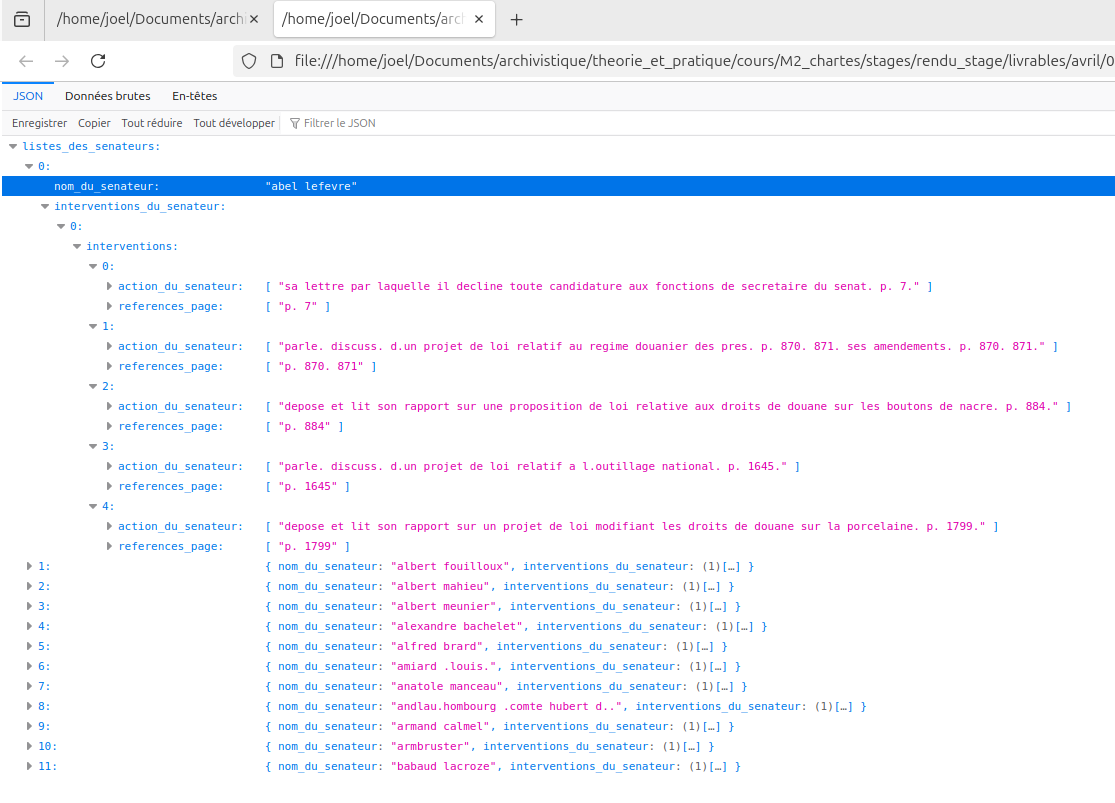 /home/joel/Documents/archi
/home/joel/Documents/arc
file:///home/joel/Documents/archivistique/theorie_et_pratique/cours/M2_chartes/stages/rendu_stage/livrables/avril/0
JSON Données brutes En-têtes
Enregistrer Copier Tout réduire Tout développer Filtrer le JSON
listes_des_senateurs:
0:
nom_du_senateur: "abel lefevre"
interventions_du_senateur:
0:
interventions:
0:
action_du_senateur: [ "sa lettre par laquelle il decline toute candidature aux fonctions de secretaire du senat. p. 7." ]
references_page: [ "p. 7" ]
1:
action_du_senateur: [ "parle. discuss. d.un projet de loi relatif au regime douanier des pres. p. 870. 871. ses amendements. p. 870. 871." ]
references_page: [ "p. 870. 871" ]
2:
action_du_senateur: [ "depose et lit son rapport sur une proposition de loi relative aux droits de douane sur les boutons de nacre. p. 884." ]
references_page: [ "p. 884" ]
3:
action_du_senateur: [ "parle. discuss. d.un projet de loi relatif a l.outillage national. p. 1645." ]
references_page: [ "p. 1645" ]
4:
action_du_senateur: [ "depose et lit son rapport sur un projet de loi modifiant les droits de douane sur la porcelaine. p. 1799." ]
references_page: [ "p. 1799" ]
1: { nom_du_senateur: "albert fouilloux", interventions_du_senateur: (1)[…] }
2: { nom_du_senateur: "albert mahieu", interventions_du_senateur: (1)[…] }
3: { nom_du_senateur: "albert meunier", interventions_du_senateur: (1)[…] }
4: { nom_du_senateur: "alexandre bachelet", interventions_du_senateur: (1)[…] }
5: { nom_du_senateur: "alfred brard", interventions_du_senateur: (1)[…] }
6: { nom_du_senateur: "amiard .louis.", interventions_du_senateur: (1)[…] }
7: { nom_du_senateur: "anatole manceau", interventions_du_senateur: (1)[…] }
8: { nom_du_senateur: "andlau.hombourg .comte hubert d..", interventions_du_senateur: (1)[…] }
9: { nom_du_senateur: "armand calmel", interventions_du_senateur: (1)[…] }
10: { nom_du_senateur: "armbruster", interventions_du_senateur: (1)[…] }
11: { nom_du_senateur: "babaud lacroze", interventions_du_senateur: (1)[…] }